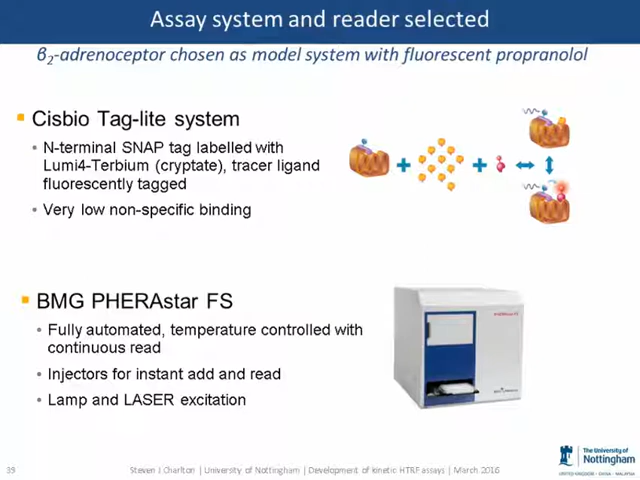 Assay system and reader selected
β2-adrenoceptor chosen as model system with fluorescent propranolol
Cisbio Tag-lite system
• N-terminal SNAP tag labelled with
Lumi4-Terbium (cryptate), tracer ligand
fluorescently tagged
• Very low non-specific binding
BMG PHERAstar FS
• Fully automated, temperature controlled with
continuous read
• Injectors for instant add and read
• Lamp and LASER excitation
39
Steven J Charlton | University of Nottingham | Development of kinetic HTRF assays | March 2016
The University of
Nottingham
UNITED KINGDOM · CHINA · MALAYSIA